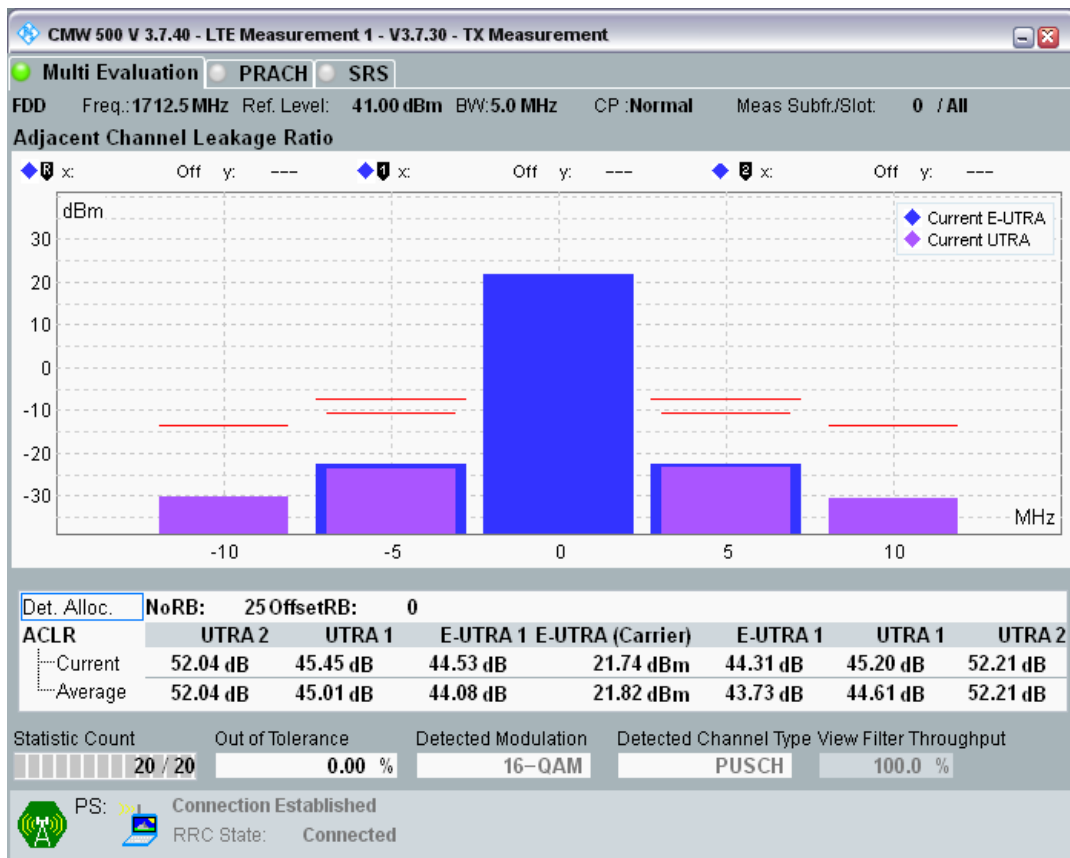 CMW 500 V 3.7.40 - LTE Measurement 1 - V3.7.30 - TX Measurement
Multi Evaluation PRACH SRS
FDD Freq.: 1712.5 MHz Ref. Level: 41.00 dBm BW: 5.0 MHz CP : Normal Meas Subfr./Slot: 0 / All
Adjacent Channel Leakage Ratio
R x: Off y: --- 1 x: Off y: --- 2 x: Off y: ---
dBm
Current E-UTRA
Current UTRA
30
20
10
0
-10
-20
-30
MHz
-10 -5 0 5 10
Det. Alloc. NoRB: 25 OffsetRB: 0
ACLR UTRA 2 UTRA 1 E-UTRA 1 E-UTRA (Carrier) E-UTRA 1 UTRA 1 UTRA 2
Current 52.04 dB 45.45 dB 44.53 dB 21.74 dBm 44.31 dB 45.20 dB 52.21 dB
Average 52.04 dB 45.01 dB 44.08 dB 21.82 dBm 43.73 dB 44.61 dB 52.21 dB
Statistic Count Out of Tolerance Detected Modulation Detected Channel Type View Filter Throughput
20 / 20 0.00 % 16-QAM PUSCH 100.0 %
PS: Connection Established
RRC State: Connected